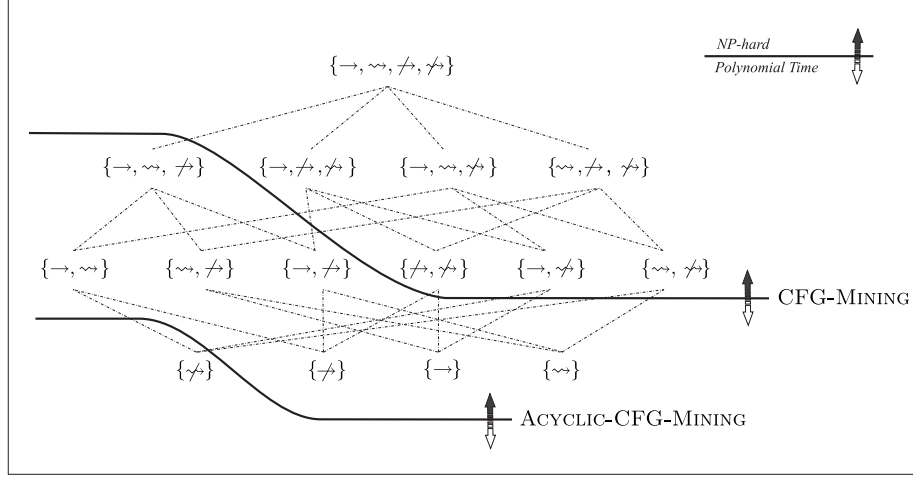 NP-hard
Polynomial Time
{→, ⇝, ↛, ⇝̸}
{→, ⇝, ↛} {→, ↛, ⇝̸} {→, ⇝, ⇝̸} {⇝, ↛, ⇝̸}
{→, ⇝} {⇝, ↛} {→, ↛} {↛, ⇝̸} {→, ⇝̸} {⇝, ⇝̸}
CFG-MINING
{⇝̸} {↛} {→} {⇝}
ACYCLIC-CFG-MINING